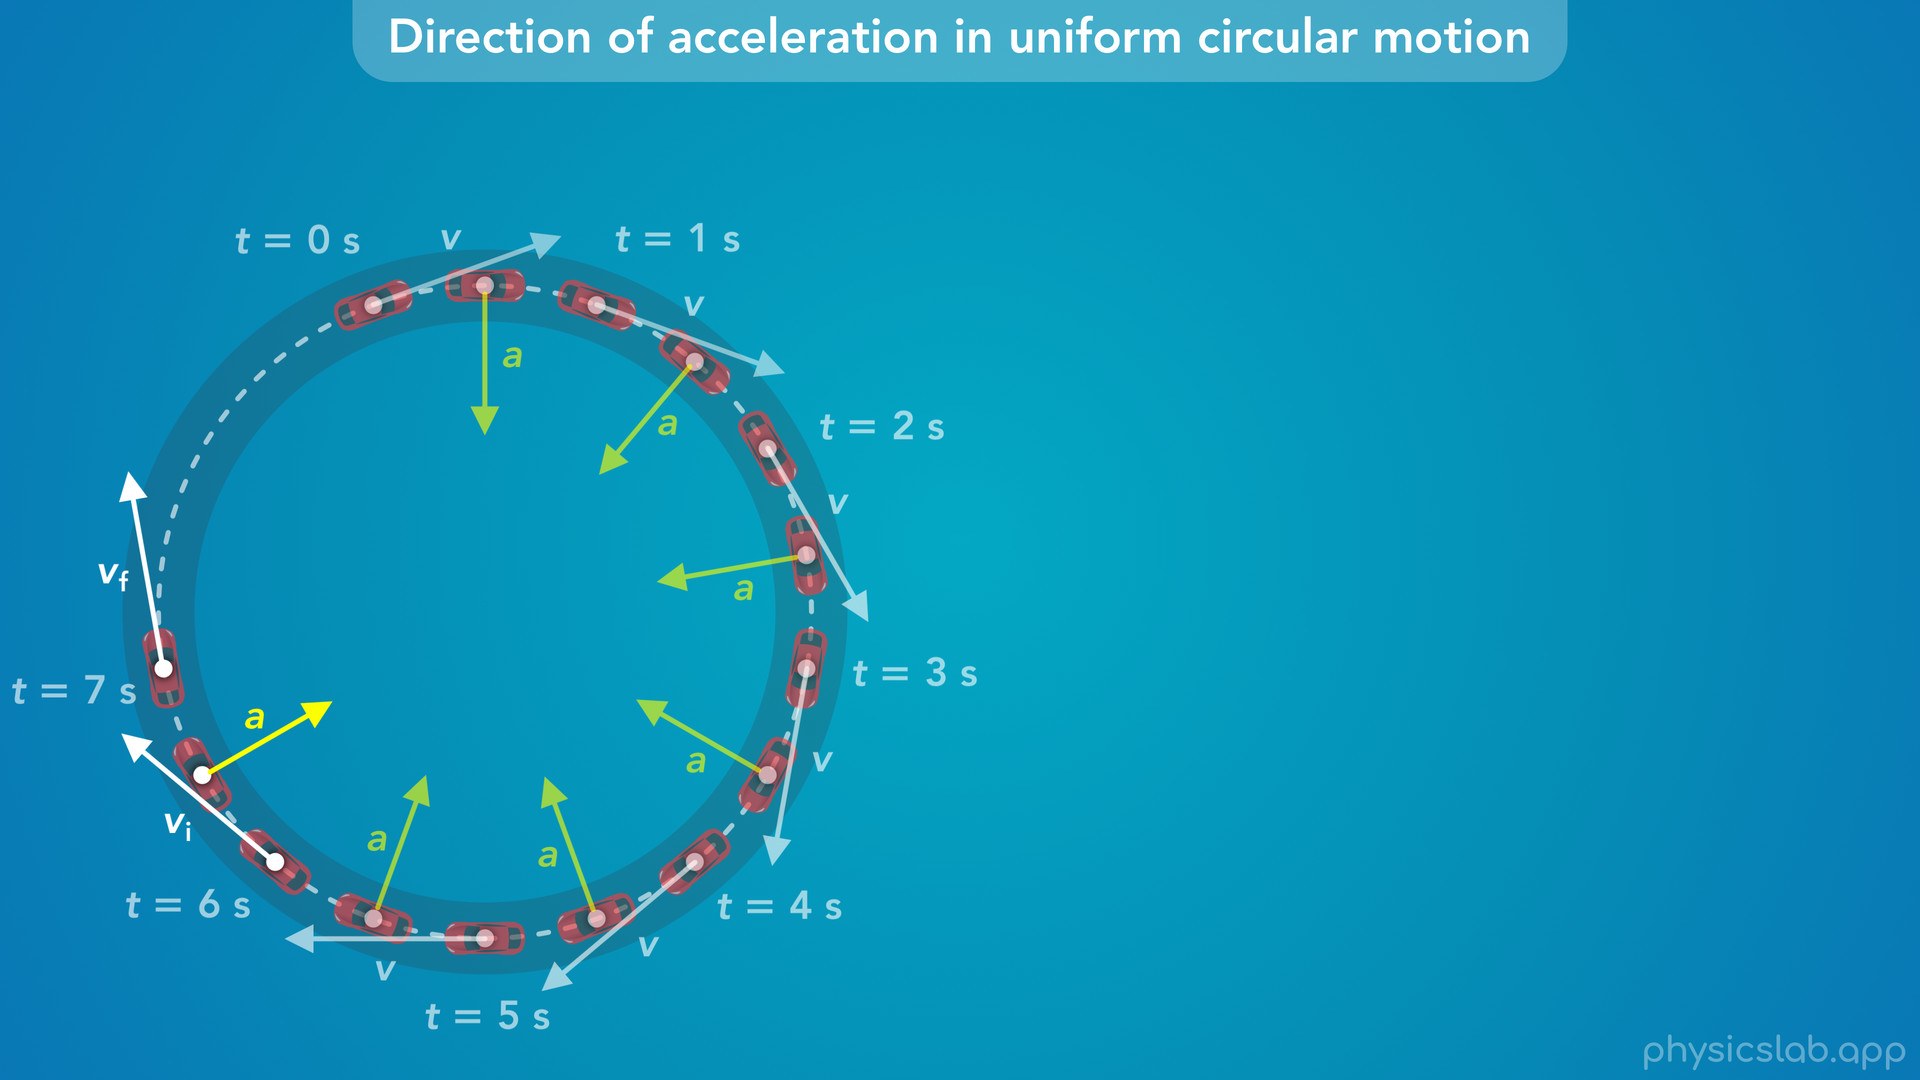 Direction of acceleration in uniform circular motion
t = 0 s
v
t = 1 s
v
a
a
t = 2 s
v
a
vf
t = 3 s
t = 7 s
a
a
v
vi
a
a
t = 6 s
t = 4 s
v
v
t = 5 s
physicslab.app